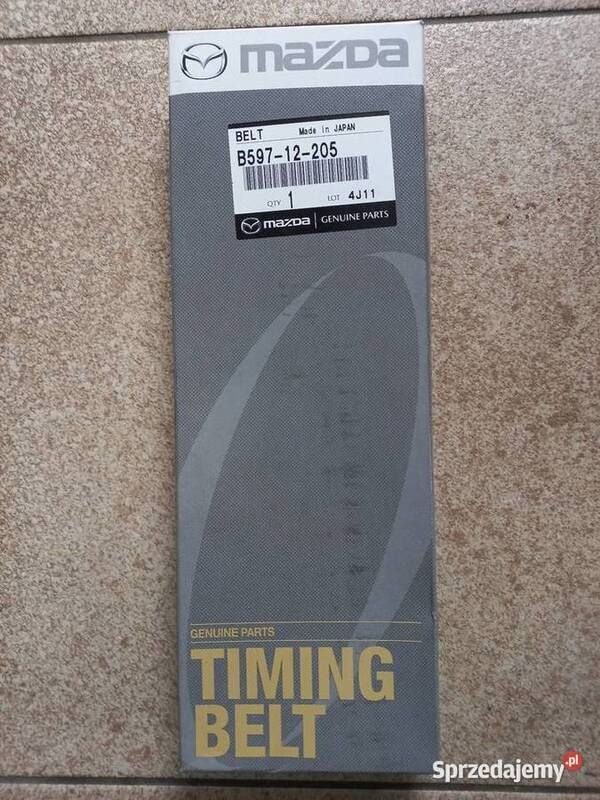 mazda
BELT Made in JAPAN
B597-12-205
QTY 1 LOT 4J11
mazda GENUINE PARTS
GENUINE PARTS
TIMING
BELT
Sprzedajemy.pl